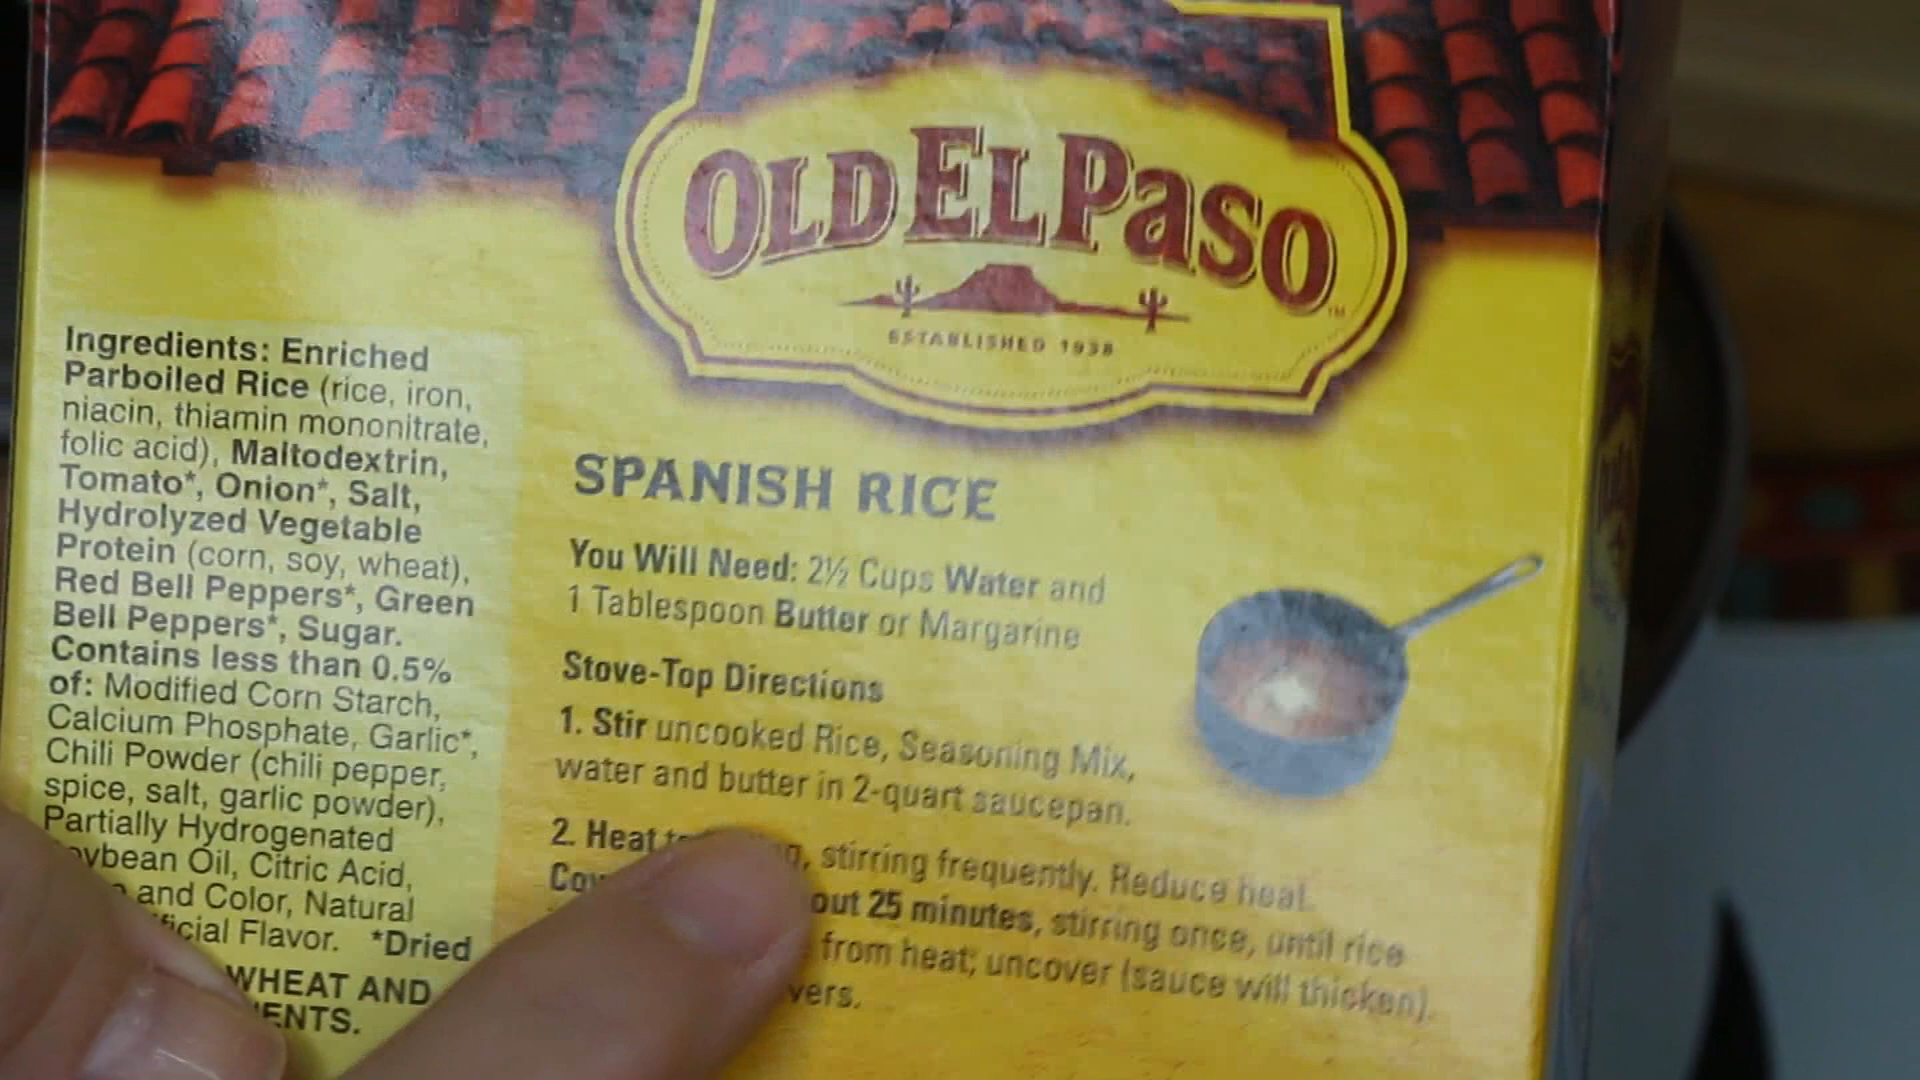 OLD EL PASO
ESTABLISHED 1938
Ingredients: Enriched
Parboiled Rice (rice, iron,
niacin, thiamin mononitrate,
folic acid), Maltodextrin,
Tomato*, Onion*, Salt,
Hydrolyzed Vegetable
Protein (corn, soy, wheat),
Red Bell Peppers*, Green
Bell Peppers*, Sugar.
Contains less than 0.5%
of: Modified Corn Starch,
Calcium Phosphate, Garlic*,
Chili Powder (chili pepper,
spice, salt, garlic powder),
Partially Hydrogenated
Oil, Citric Acid,
and Color, Natural
Flavor. *Dried
WHEAT AND
SPANISH RICE
You Will Need: 2½ Cups Water and
1 Tablespoon Butter or Margarine
Stove-Top Directions
1. Stir uncooked Rice, Seasoning Mix,
water and butter in 2-quart saucepan.
2. Heat stirring frequently. Reduce heat.
25 minutes, stirring once, until rice
from heat; uncover (sauce will thicken).